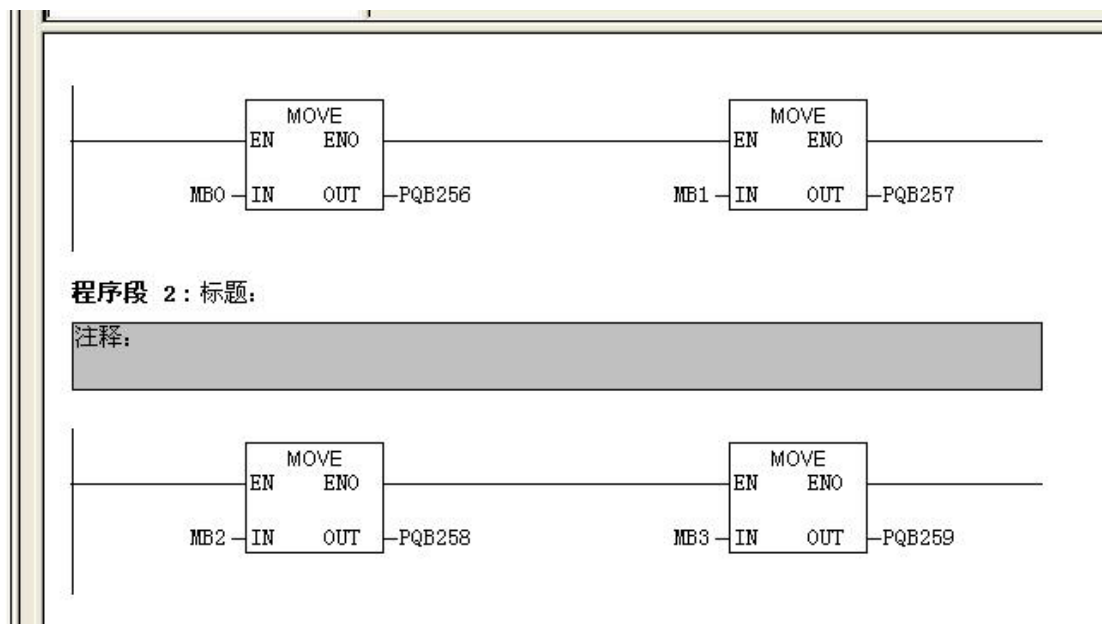 MOVE MOVE
EN ENO EN ENO
MB0 IN OUT PQB256 MB1 IN OUT PQB257
程序段 2:标题:
注释:
MOVE MOVE
EN ENO EN ENO
MB2 IN OUT PQB258 MB3 IN OUT PQB259